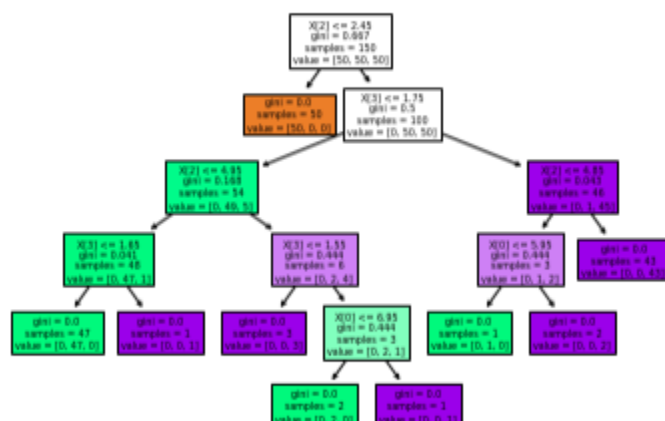 X[2] <= 2.45
gini = 0.667
samples = 150
value = [50, 50, 50]
gini = 0.0
samples = 50
value = [50, 0, 0]
X[3] <= 1.75
gini = 0.5
samples = 100
value = [0, 50, 50]
X[2] <= 4.95
gini = 0.168
samples = 54
value = [0, 49, 5]
X[2] <= 4.85
gini = 0.043
samples = 46
value = [0, 1, 45]
X[3] <= 1.65
gini = 0.041
samples = 48
value = [0, 47, 1]
X[3] <= 1.55
gini = 0.444
samples = 6
value = [0, 2, 4]
X[0] <= 5.95
gini = 0.444
samples = 3
value = [0, 1, 2]
gini = 0.0
samples = 43
value = [0, 0, 43]
gini = 0.0
samples = 47
value = [0, 47, 0]
gini = 0.0
samples = 1
value = [0, 0, 1]
gini = 0.0
samples = 3
value = [0, 0, 3]
X[0] <= 6.95
gini = 0.444
samples = 3
value = [0, 2, 1]
gini = 0.0
samples = 1
value = [0, 1, 0]
gini = 0.0
samples = 2
value = [0, 0, 2]
gini = 0.0
samples = 2
value = [0, 2, 0]
gini = 0.0
samples = 1
value = [0, 0, 1]